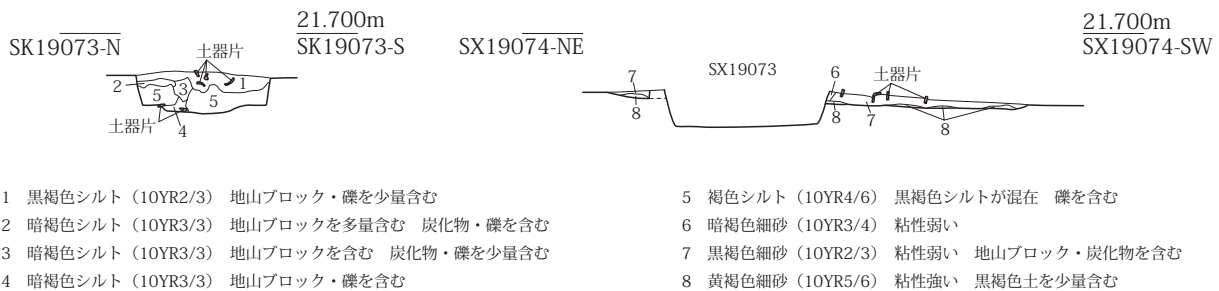 SK19073-N
21.700m
SK19073-S
土器片
2
1
3
5
5
土器片
4
SX19074-NE
21.700m
SX19074-SW
SX19073
7
8
6
土器片
8
7
8
1 黒褐色シルト（10YR2/3） 地山ブロック・礫を少量含む
2 暗褐色シルト（10YR3/3） 地山ブロックを多量含む 炭化物・礫を含む
3 暗褐色シルト（10YR3/3） 地山ブロックを含む 炭化物・礫を少量含む
4 暗褐色シルト（10YR3/3） 地山ブロック・礫を含む
5 褐色シルト（10YR4/6） 黒褐色シルトが混在 礫を含む
6 暗褐色細砂（10YR3/4） 粘性弱い
7 黒褐色細砂（10YR2/3） 粘性弱い 地山ブロック・炭化物を含む
8 黄褐色細砂（10YR5/6） 粘性強い 黒褐色土を少量含む